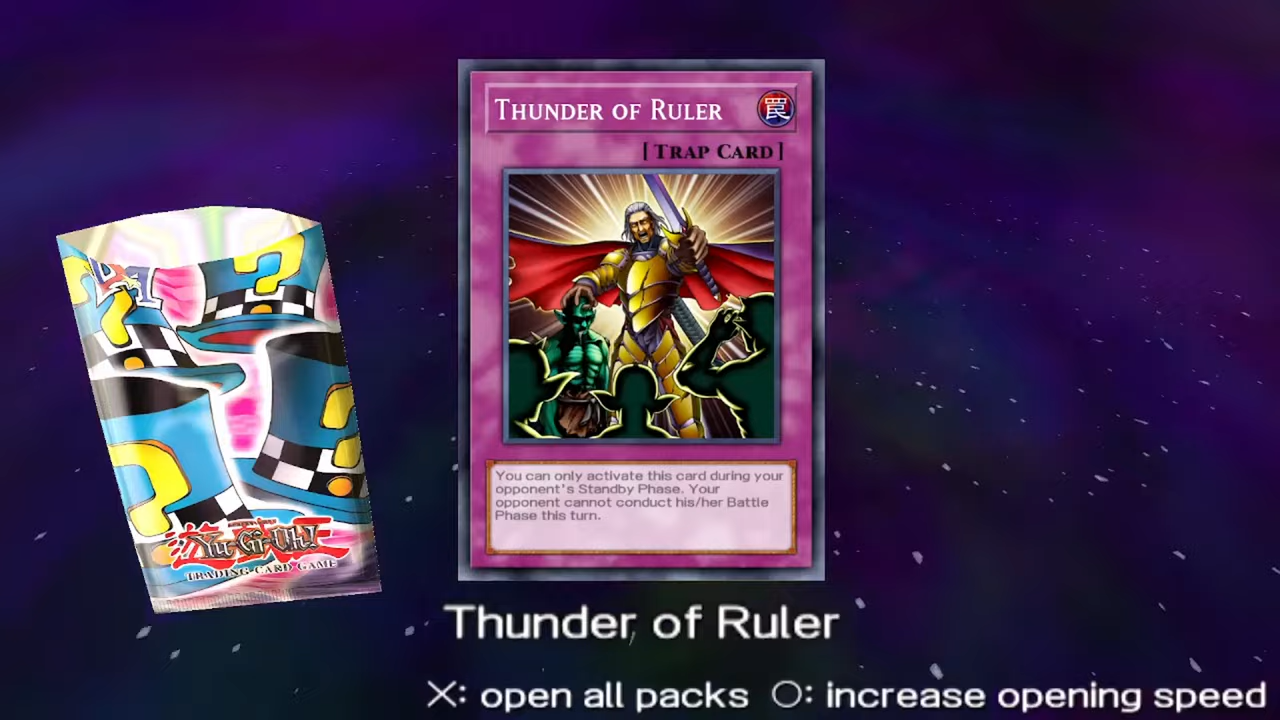 THUNDER OF RULER 罠
[ TRAP CARD ]
You can only activate this card during your
opponent's Standby Phase. Your
opponent cannot conduct his/her Battle
Phase this turn.
遊 Yu-Gi-Oh! 王
TRADING CARD GAME
Thunder of Ruler
X: open all packs O: increase opening speed